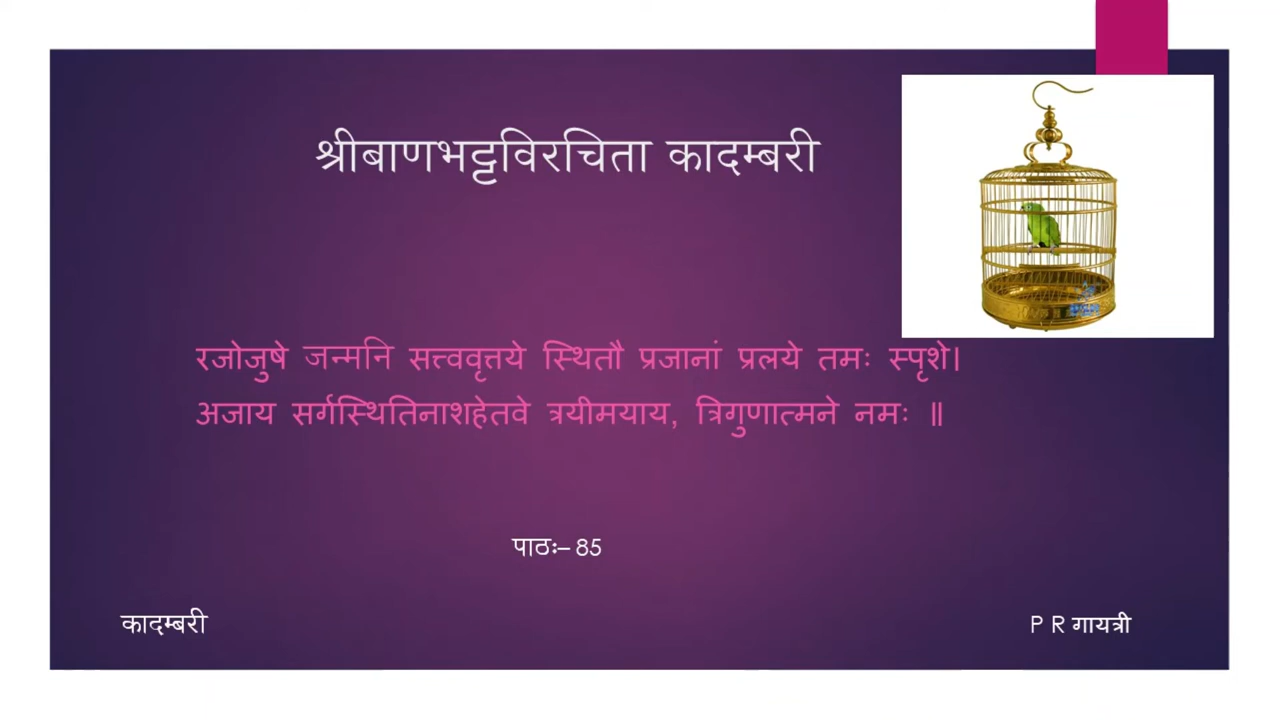 श्रीबाणभट्टविरचिता कादम्बरी
रजोजुषे जन्मनि सत्त्ववृत्तये स्थितौ प्रजानां प्रलये तमः स्पृशे।
अजाय सर्गस्थितिनाशहेतवे त्रयीमयाय, त्रिगुणात्मने नमः ॥
पाठः– 85
कादम्बरी
P R गायत्री